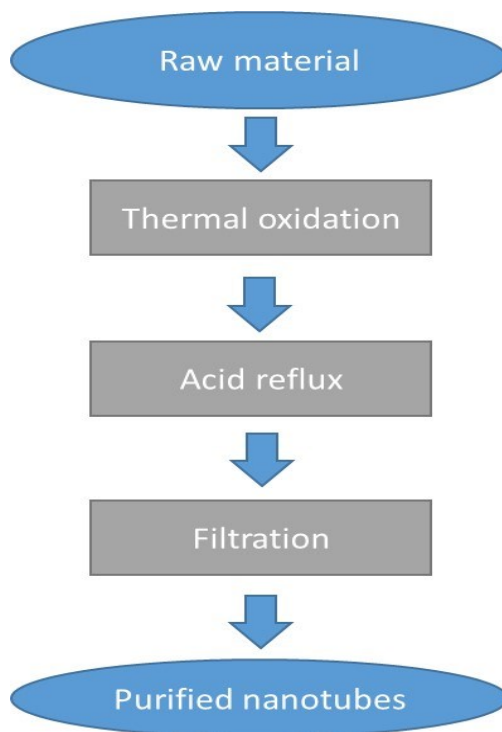 Raw material
Thermal oxidation
Acid reflux
Filtration
Purified nanotubes